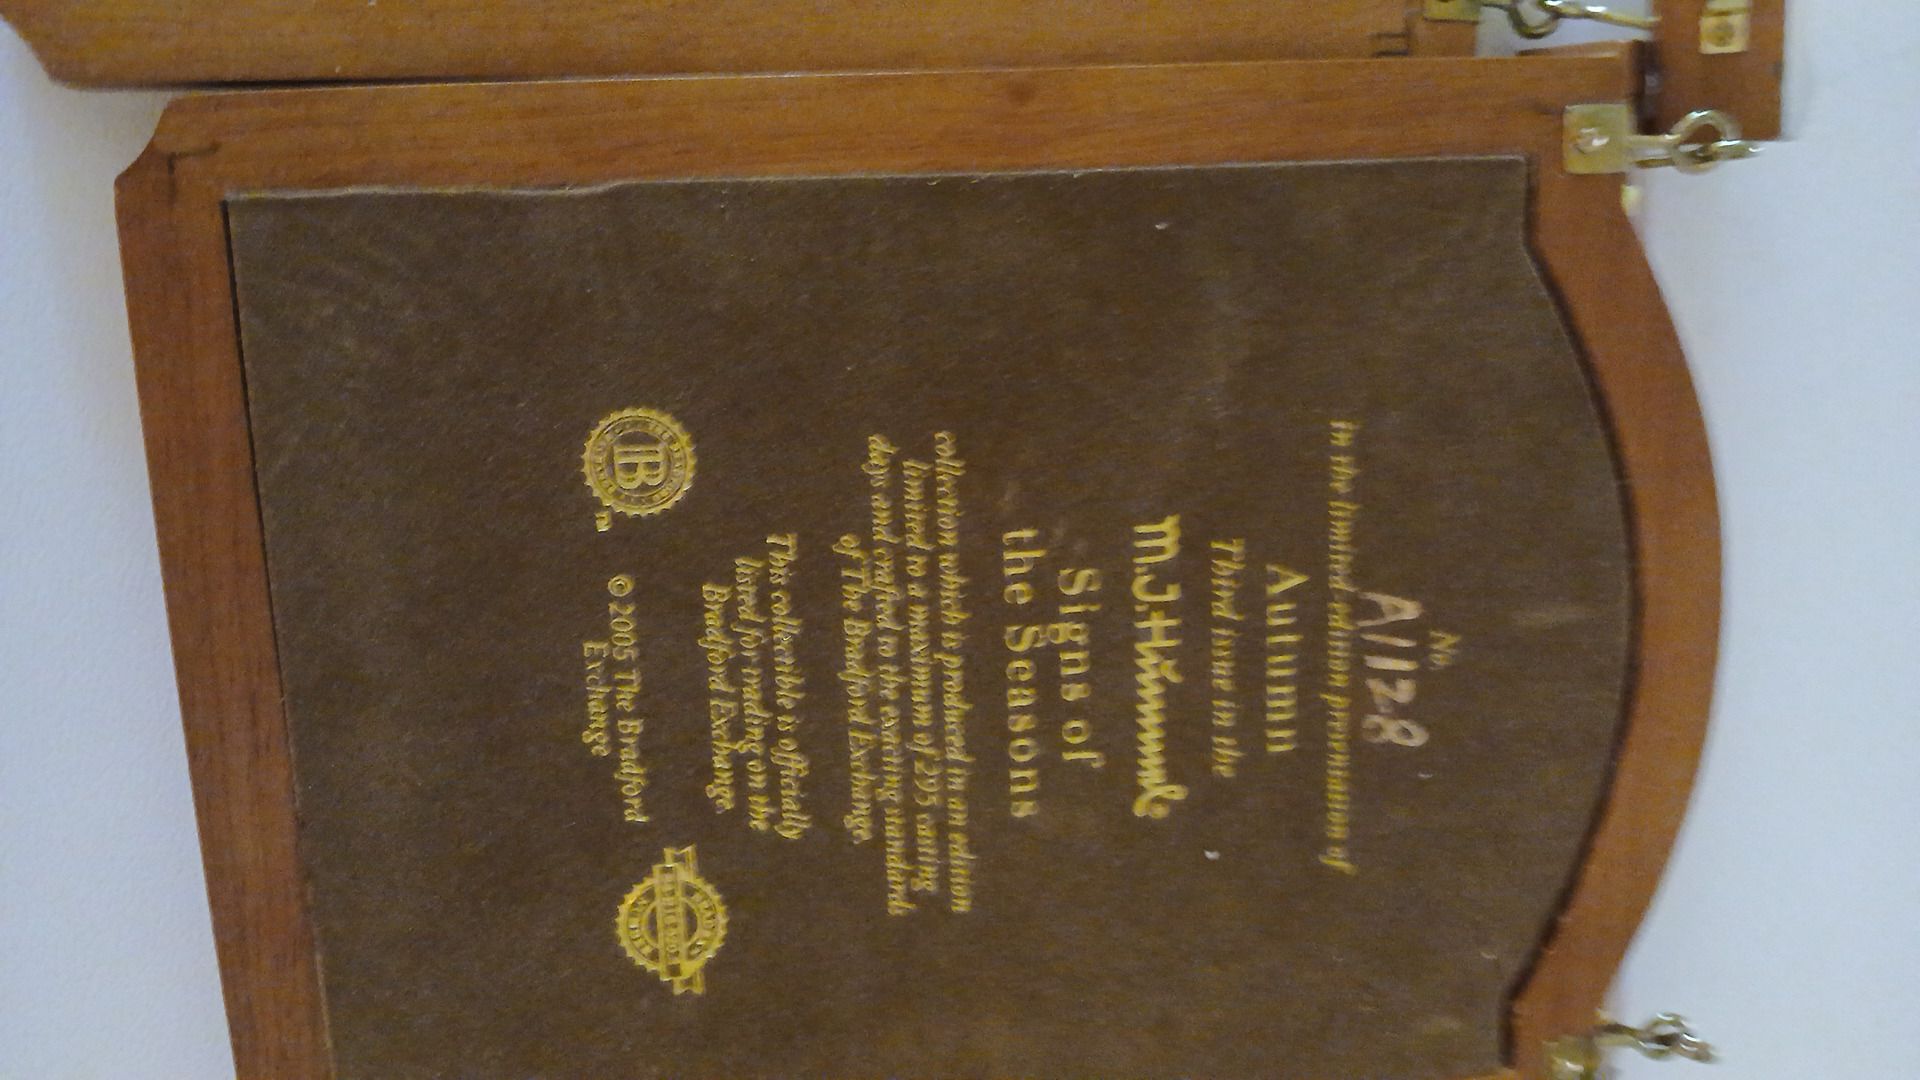 No.
A1128
in the limited edition presentation of
Autumn
Third issue in the
M.J. Hummel
Signs of
the Seasons
collection which is produced in an edition
limited to a maximum of 295 casting
days and crafted to the exacting standards
of The Bradford Exchange
This collectible is officially
listed for trading on the
Bradford Exchange
B
© 2005 The Bradford
Exchange